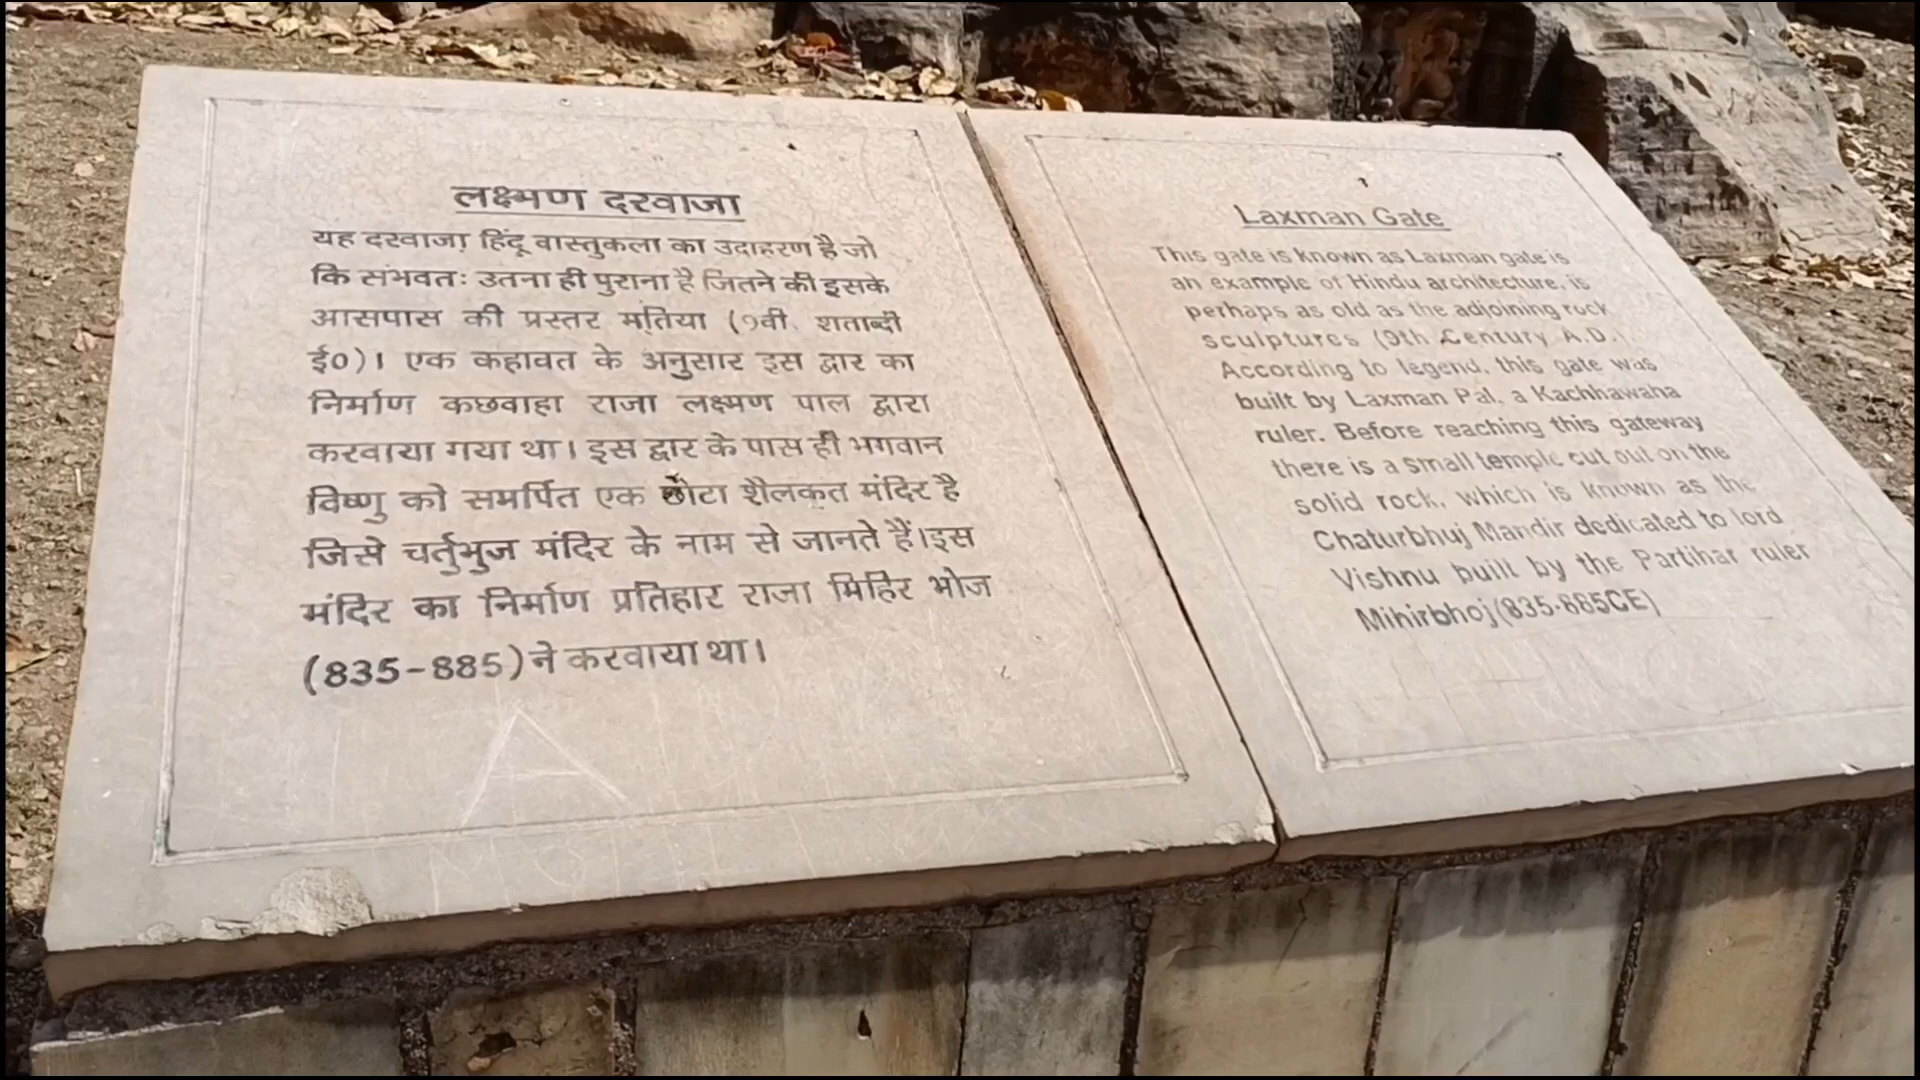 लक्ष्मण दरवाजा
यह दरवाजा हिंदू वास्तुकला का उदाहरण है जो
कि संभवतः उतना ही पुराना है जितने की इसके
आसपास की प्रस्तर मतिया (9वी शताब्दी
ई०)। एक कहावत के अनुसार इस द्वार का
निर्माण कछवाहा राजा लक्ष्मण पाल द्वारा
करवाया गया था। इस द्वार के पास ही भगवान
विष्णु को समर्पित एक छोटा शैलकत मंदिर है
जिसे चर्तुभुज मंदिर के नाम से जानते हैं।इस
मंदिर का निर्माण प्रतिहार राजा मिहिर भोज
(835-885)ने करवाया था।
Laxman Gate
This gate is known as Laxman gate is
an example of Hindu architecture, is
perhaps as old as the adjoining rock
sculptures (9th Century A.D.).
According to legend, this gate was
built by Laxman Pal, a Kachhawaha
ruler. Before reaching this gateway
there is a small temple cut out on the
solid rock, which is known as the
Chaturbhuj Mandir dedicated to lord
Vishnu built by the Partihar ruler
Mihirbhoj(835-885CE)
A